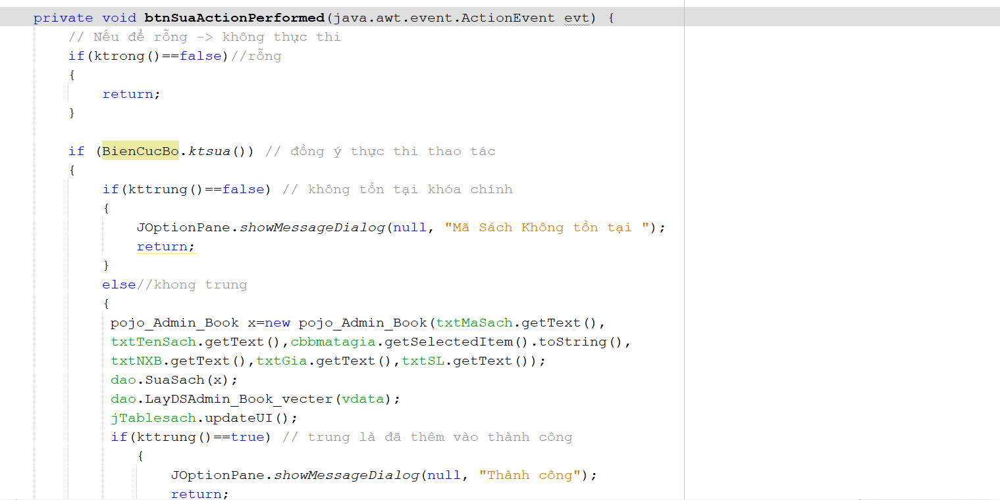 private void btnSuaActionPerformed(java.awt.event.ActionEvent evt) {
// Nếu để rỗng -> không thực thi
if(ktrong()==false)//rỗng
{
return;
}
if (BienCucBo.ktsua()) // đồng ý thực thi thao tác
{
if(kttrung()==false) // không tồn tại khóa chính
{
JOptionPane.showMessageDialog(null, "Mã Sách Không tồn tại ");
return;
}
else//khong trung
{
pojo_Admin_Book x=new pojo_Admin_Book(txtMaSach.getText(),
txtTenSach.getText(),cbbmatagia.getSelectedItem().toString(),
txtNXB.getText(),txtGia.getText(),txtSL.getText());
dao.SuaSach(x);
dao.LayDSAdmin_Book_vecter(vdata);
jTablesach.updateUI();
if(kttrung()==true) // trung là đã thêm vào thành công
{
JOptionPane.showMessageDialog(null, "Thành công");
return;